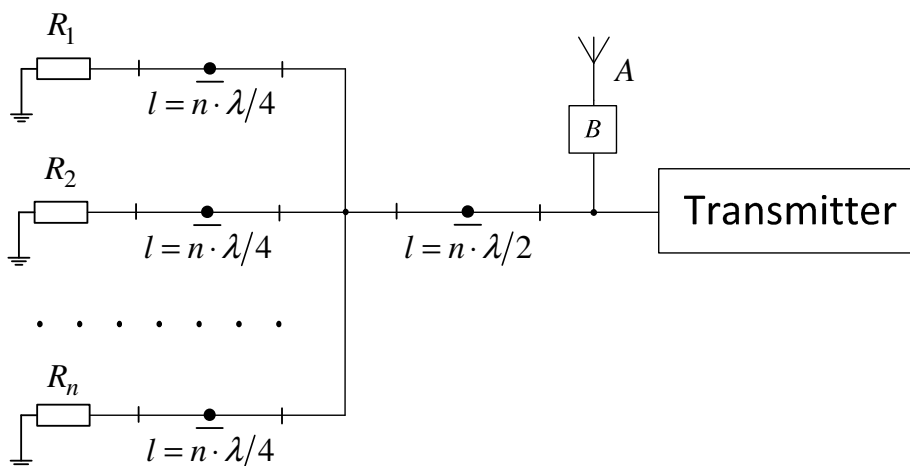 R₁
l = n · λ/4
A
B
R₂
Transmitter
l = n · λ/4
l = n · λ/2
Rₙ
l = n · λ/4